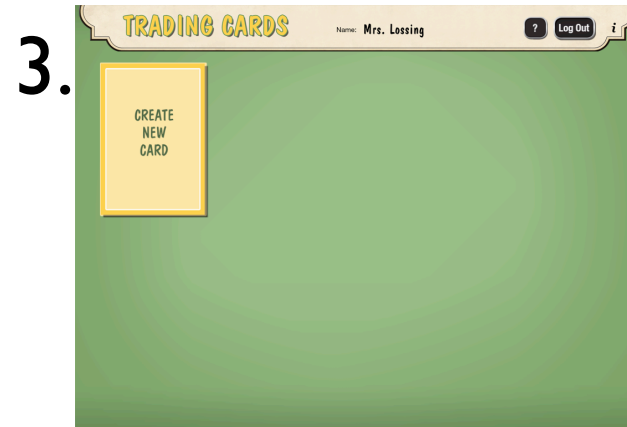 3.
TRADING CARDS Name: Mrs. Lossing ? Log Out i
CREATE
NEW
CARD